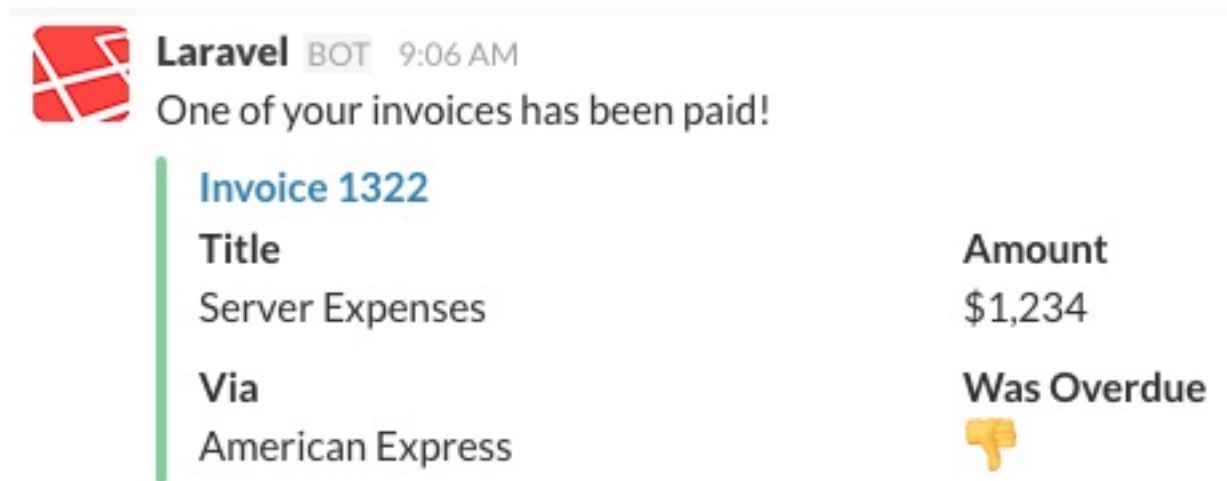 Laravel BOT 9:06 AM
One of your invoices has been paid!
Invoice 1322
Title Amount
Server Expenses $1,234
Via Was Overdue
American Express 👎